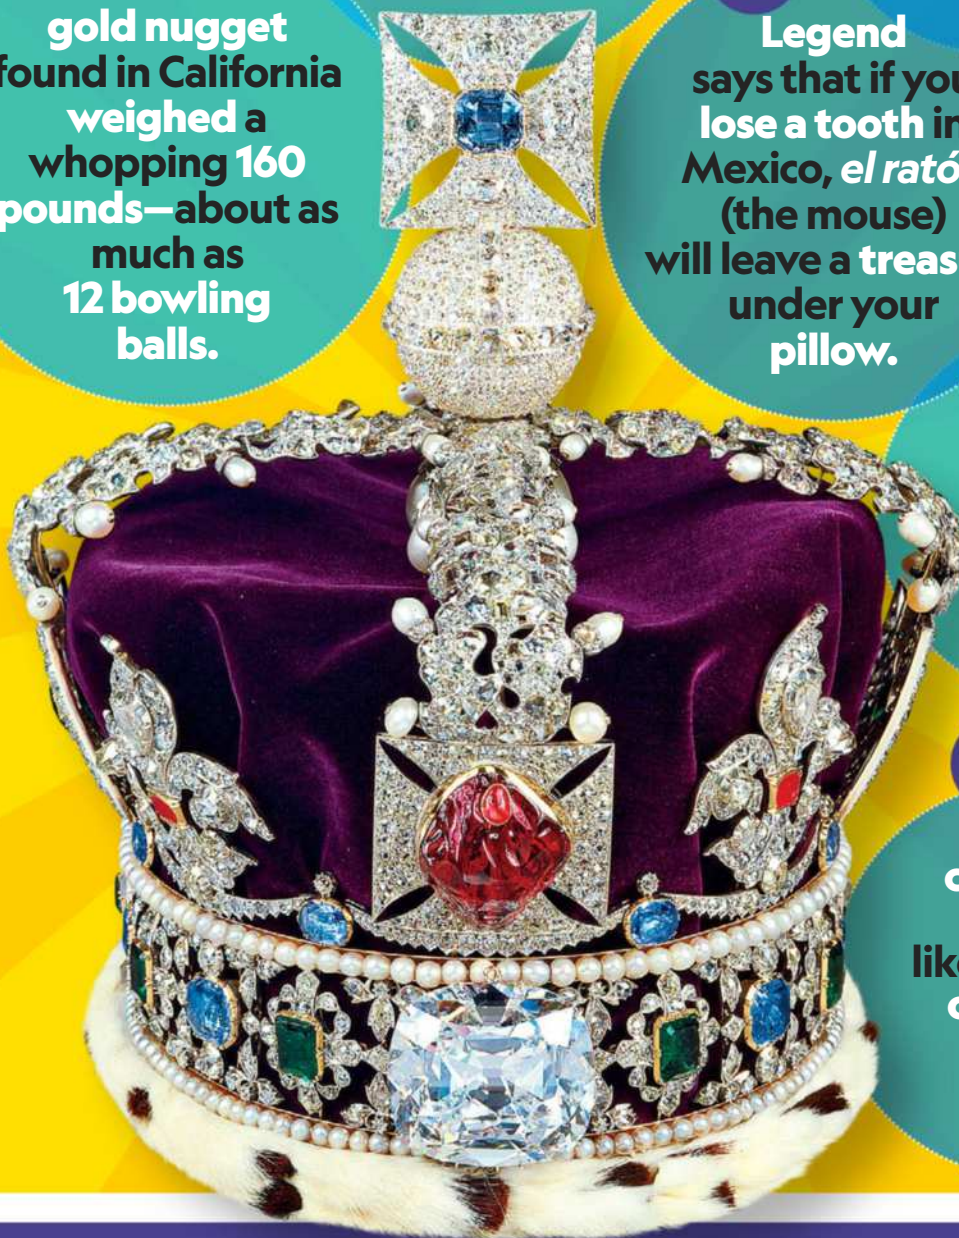 gold nugget
found in California
weighed a
whopping 160
pounds—about as
much as
12 bowling
balls.
Legend
says that if you
lose a tooth in
Mexico, el rató
(the mouse)
will leave a treas
under your
pillow.
lik